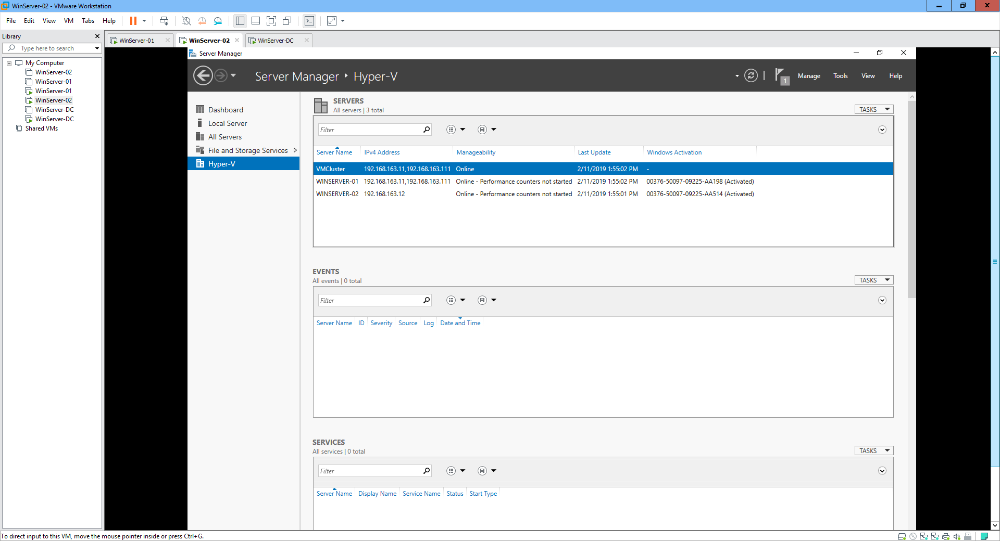 WinServer-02 - VMware Workstation
File Edit View VM Tabs Help
Library
Type here to search
My Computer
WinServer-02
WinServer-01
WinServer-01
WinServer-02
WinServer-DC
WinServer-DC
Shared VMs
WinServer-01 WinServer-02 WinServer-DC
Server Manager
Server Manager Hyper-V
1 Manage Tools View Help
Dashboard
Local Server
All Servers
File and Storage Services
Hyper-V
SERVERS
All servers | 3 total
TASKS
Filter
Server Name IPv4 Address Manageability Last Update Windows Activation
VMCluster 192.168.163.11,192.168.163.111 Online 2/11/2019 1:55:02 PM -
WINSERVER-01 192.168.163.11,192.168.163.111 Online - Performance counters not started 2/11/2019 1:55:02 PM 00376-50097-09225-AA198 (Activated)
WINSERVER-02 192.168.163.12 Online - Performance counters not started 2/11/2019 1:55:01 PM 00376-50097-09225-AA514 (Activated)
EVENTS
All events | 0 total
TASKS
Filter
Server Name ID Severity Source Log Date and Time
SERVICES
All services | 0 total
TASKS
Filter
Server Name Display Name Service Name Status Start Type
To direct input to this VM, move the mouse pointer inside or press Ctrl+G.